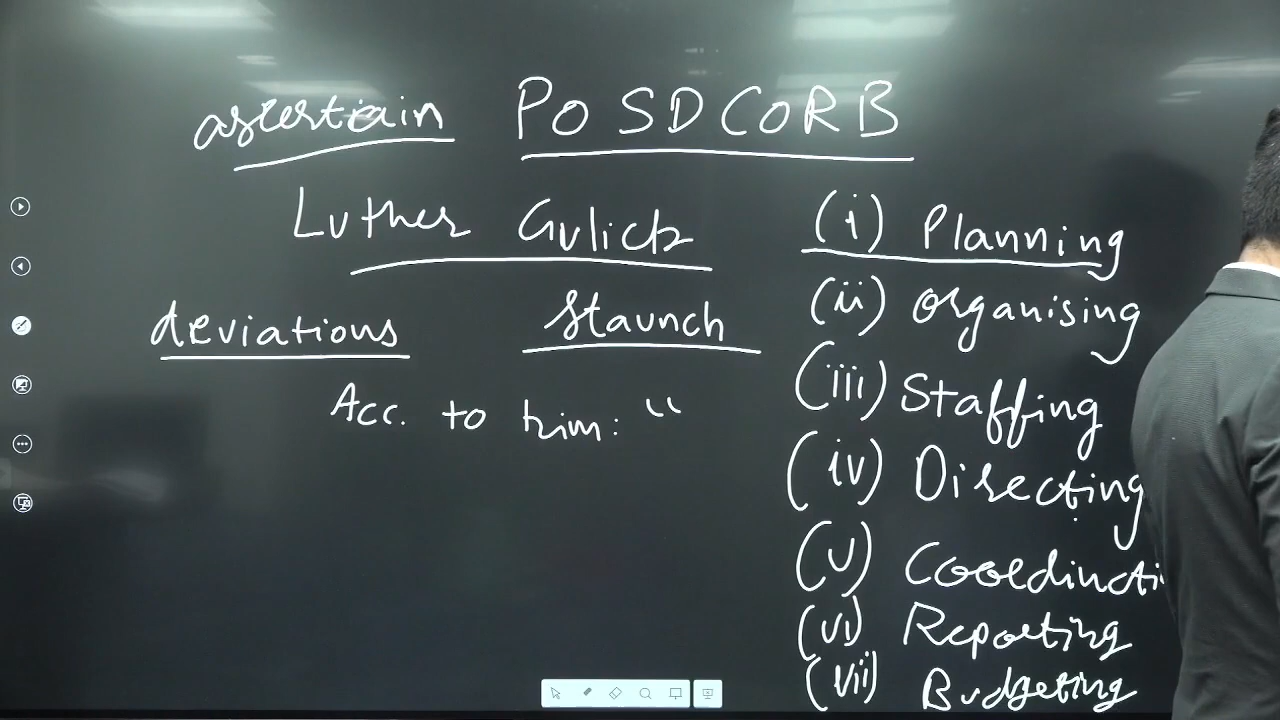 ascertain POSDCORB
Luther Gulick
deviations staunch
Acc. to him: "
(i) Planning
(ii) Organising
(iii) Staffing
(iv) Directing
(v)
(vi) Reporting
(vii) Budgeting